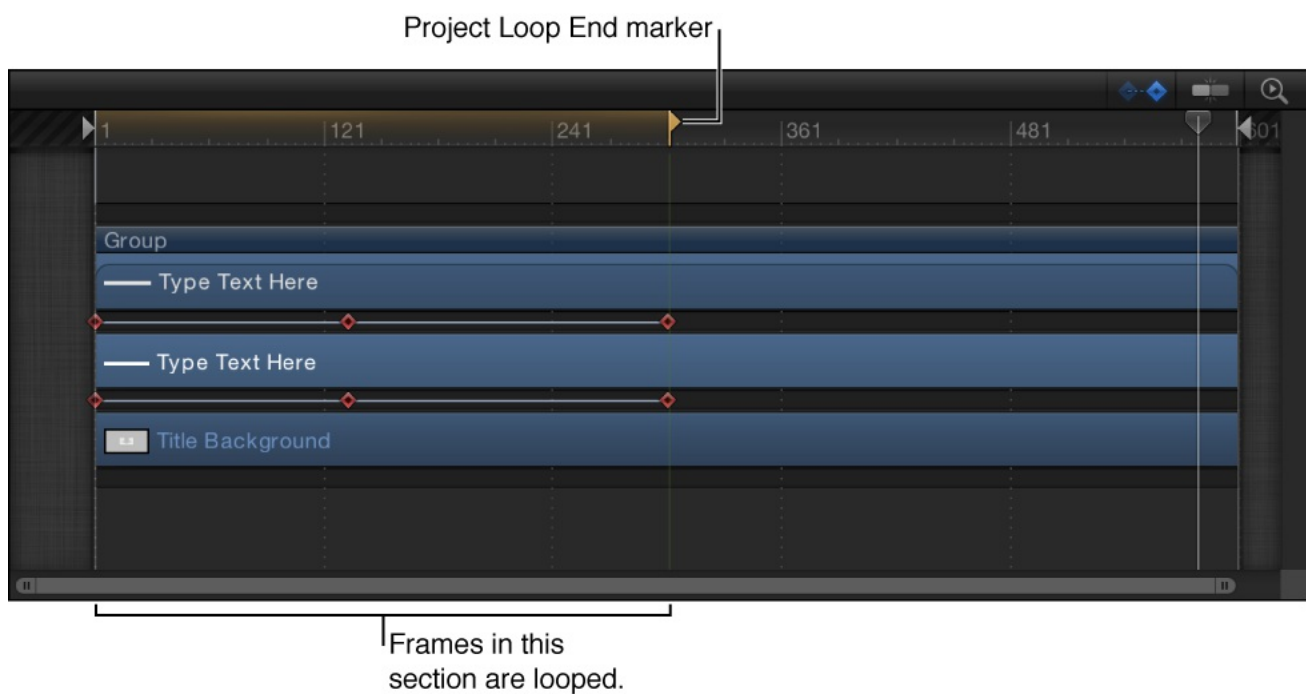 Project Loop End marker
1 121 241 361 481 601
Group
Type Text Here
Type Text Here
Title Background
Frames in this
section are looped.